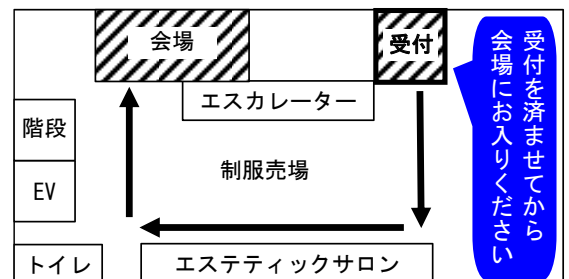 会場
受付
エスカレーター
階段
制服売場
EV
トイレ
エステティックサロン
受付を済ませてから
会場にお入りください